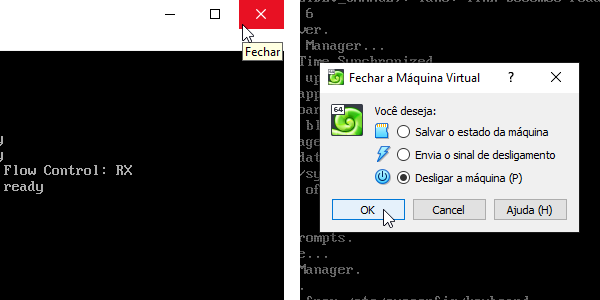 Fechar
y
y
Flow Control: RX
ready
6
ver.
Manager...
Time Synchronized
up
app
Fechar a Máquina Virtual
?
64
Você deseja:
Salvar o estado da máquina
Envia o sinal de desligamento
Desligar a máquina (P)
OK
Cancel
Ajuda (H)
bl
age
dat
/sy
of
rompts.
e...
Manager.